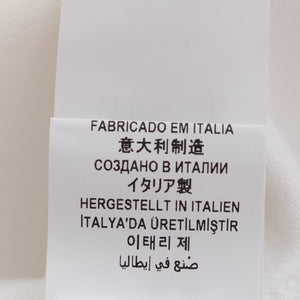 FABRICADO EM ITALIA
意大利制造
СОЗДАНО В ИТАЛИИ
イタリア製
HERGESTELLT IN ITALIEN
İTALYA'DA ÜRETİLMİŞTİR
이태리 제
صنع في إيطاليا